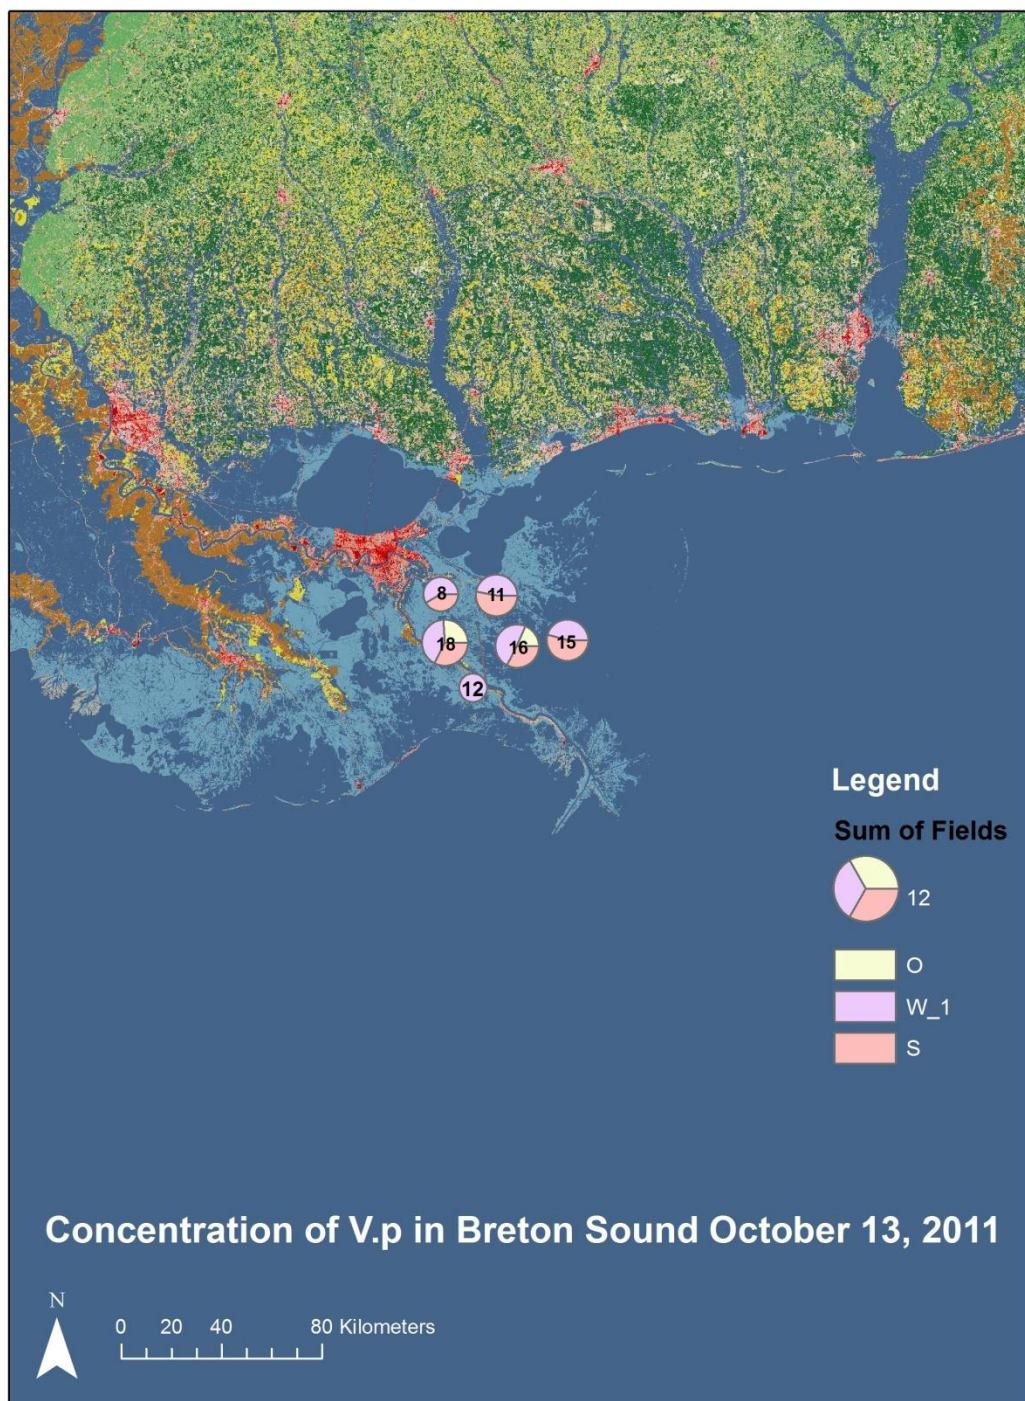 8
11
18
16
15
12
Legend
Sum of Fields
12
O
W_1
S
Concentration of V.p in Breton Sound October 13, 2011
N
0 20 40 80 Kilometers